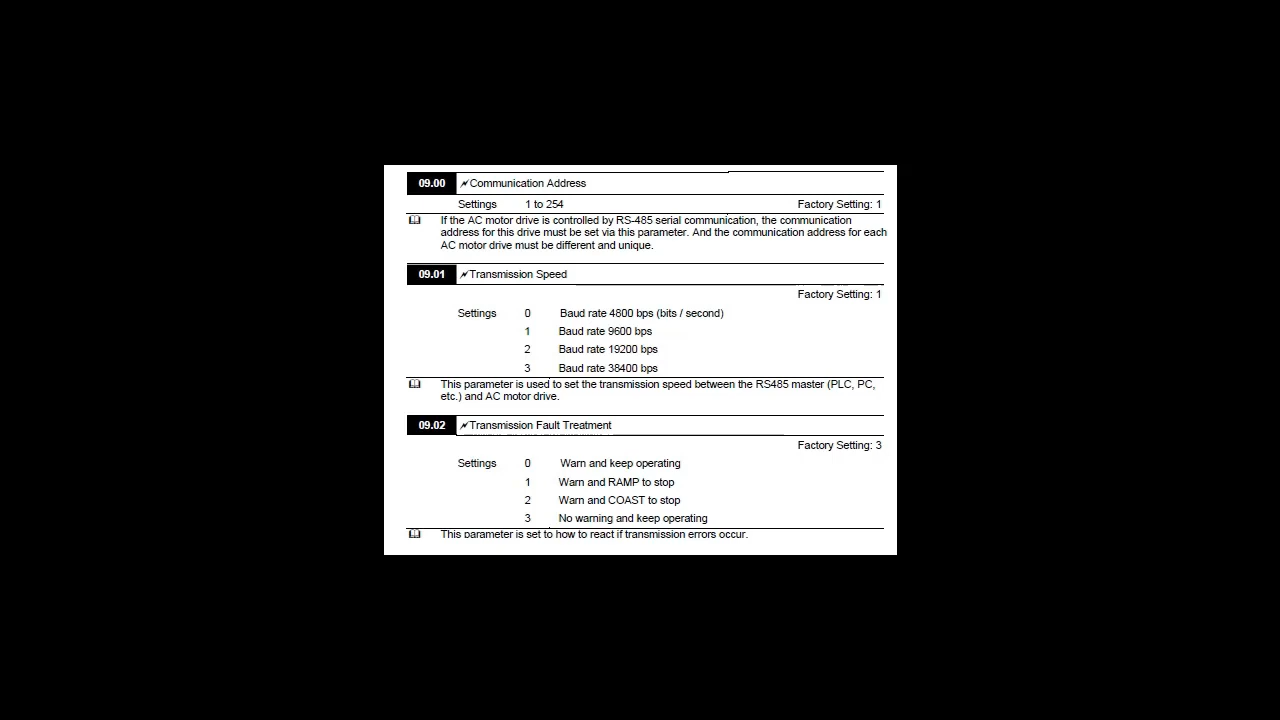 09.00 Communication Address
Settings 1 to 254 Factory Setting: 1
If the AC motor drive is controlled by RS-485 serial communication, the communication
address for this drive must be set via this parameter. And the communication address for each
AC motor drive must be different and unique.
09.01 Transmission Speed
Factory Setting: 1
Settings 0 Baud rate 4800 bps (bits / second)
1 Baud rate 9600 bps
2 Baud rate 19200 bps
3 Baud rate 38400 bps
This parameter is used to set the transmission speed between the RS485 master (PLC, PC,
etc.) and AC motor drive.
09.02 Transmission Fault Treatment
Factory Setting: 3
Settings 0 Warn and keep operating
1 Warn and RAMP to stop
2 Warn and COAST to stop
3 No warning and keep operating
This parameter is set to how to react if transmission errors occur.